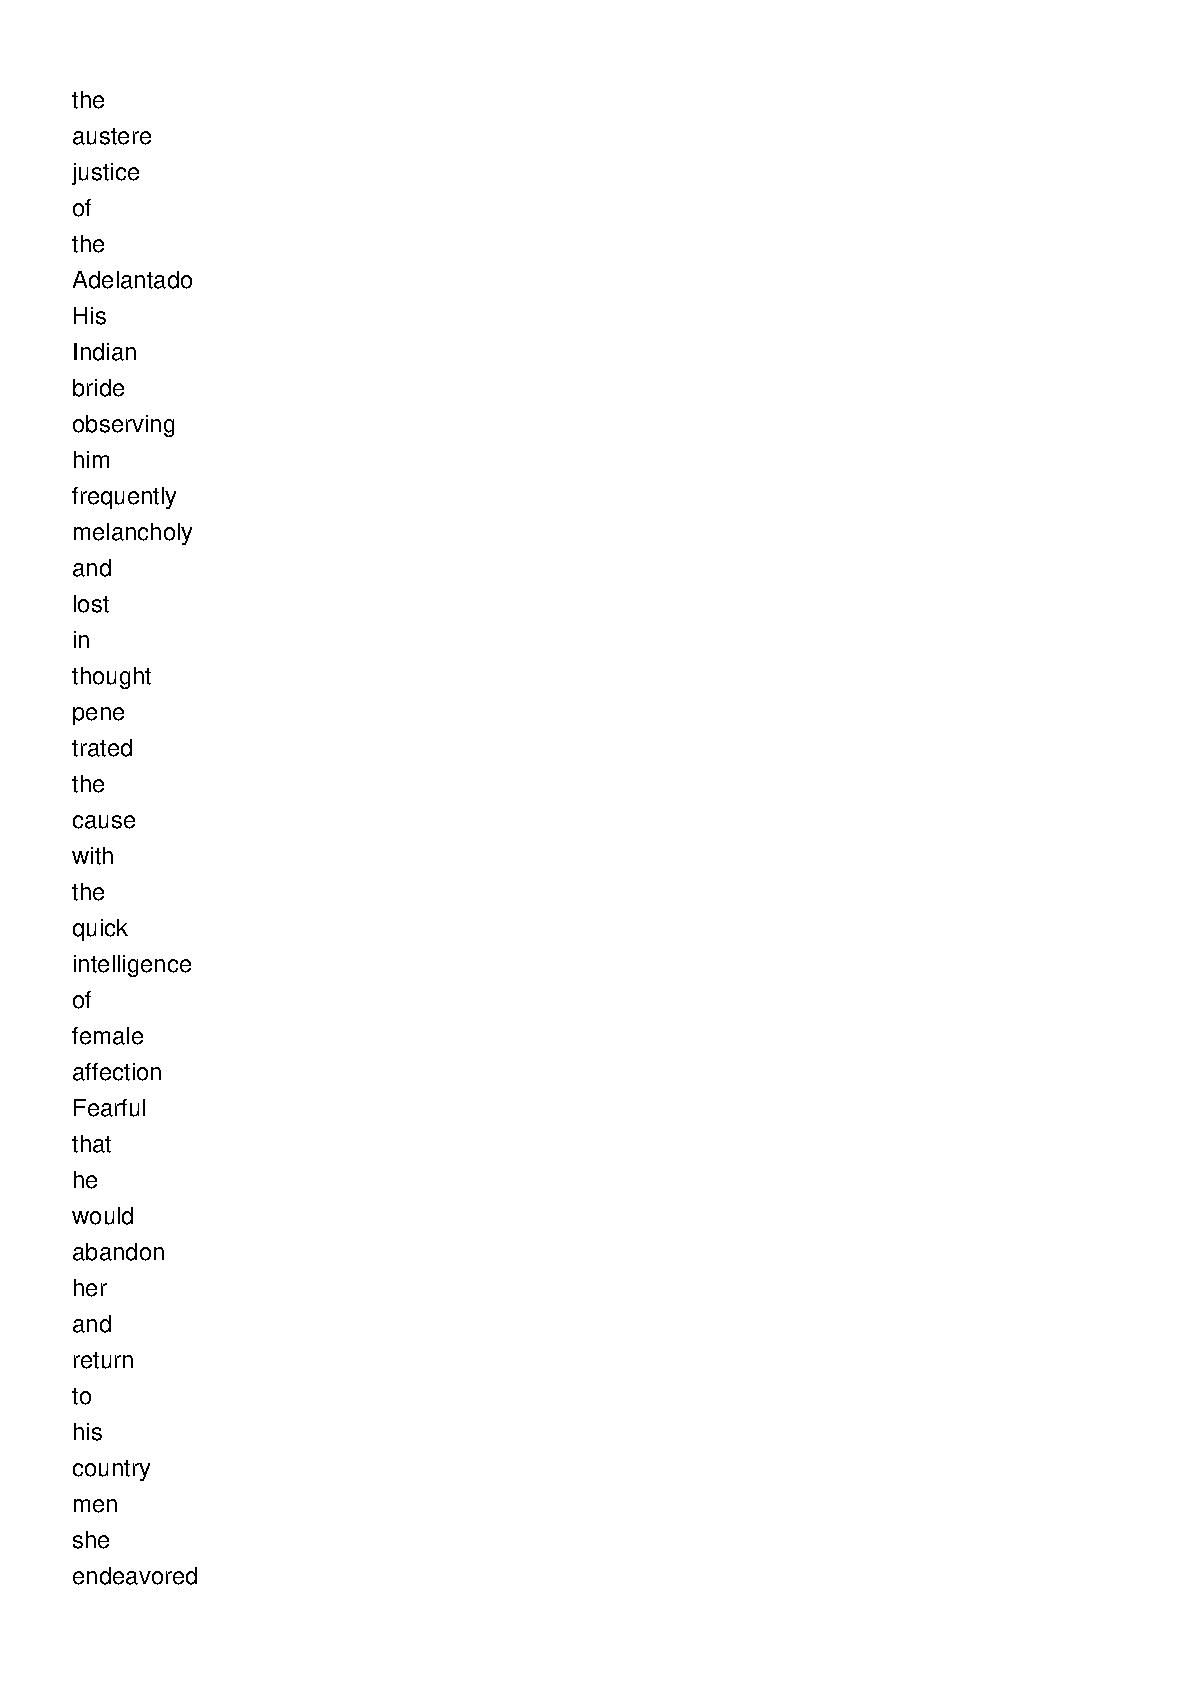 the
austere
justice
of
the
Adelantado
His
Indian
bride
observing
him
frequently
melancholy
and
lost
in
thought
pene
trated
the
cause
with
the
quick
intelligence
of
female
affection
Fearful
that
he
would
abandon
her
and
return
to
his
country
men
she
endeavored